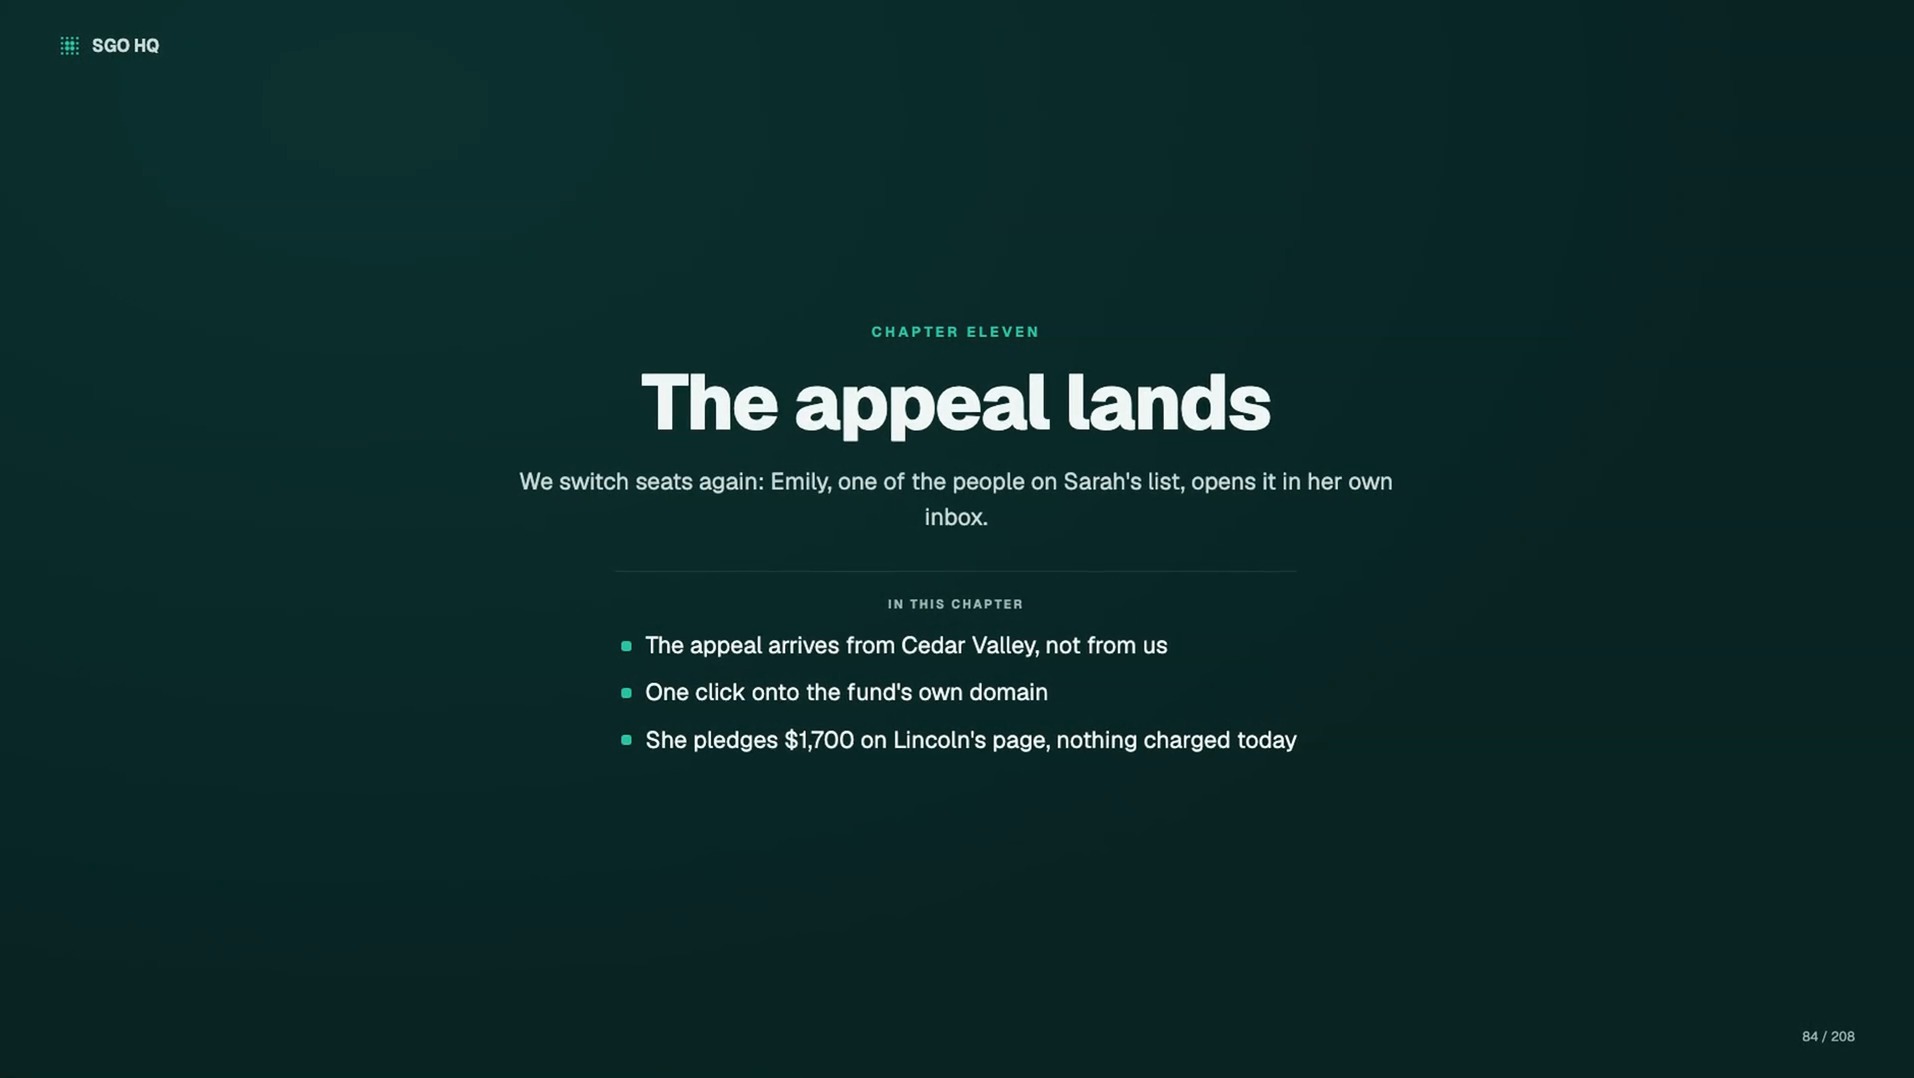 SGO HQ
CHAPTER ELEVEN
The appeal lands
We switch seats again: Emily, one of the people on Sarah's list, opens it in her own
inbox.
IN THIS CHAPTER
The appeal arrives from Cedar Valley, not from us
One click onto the fund's own domain
She pledges $1,700 on Lincoln's page, nothing charged today
84 / 208